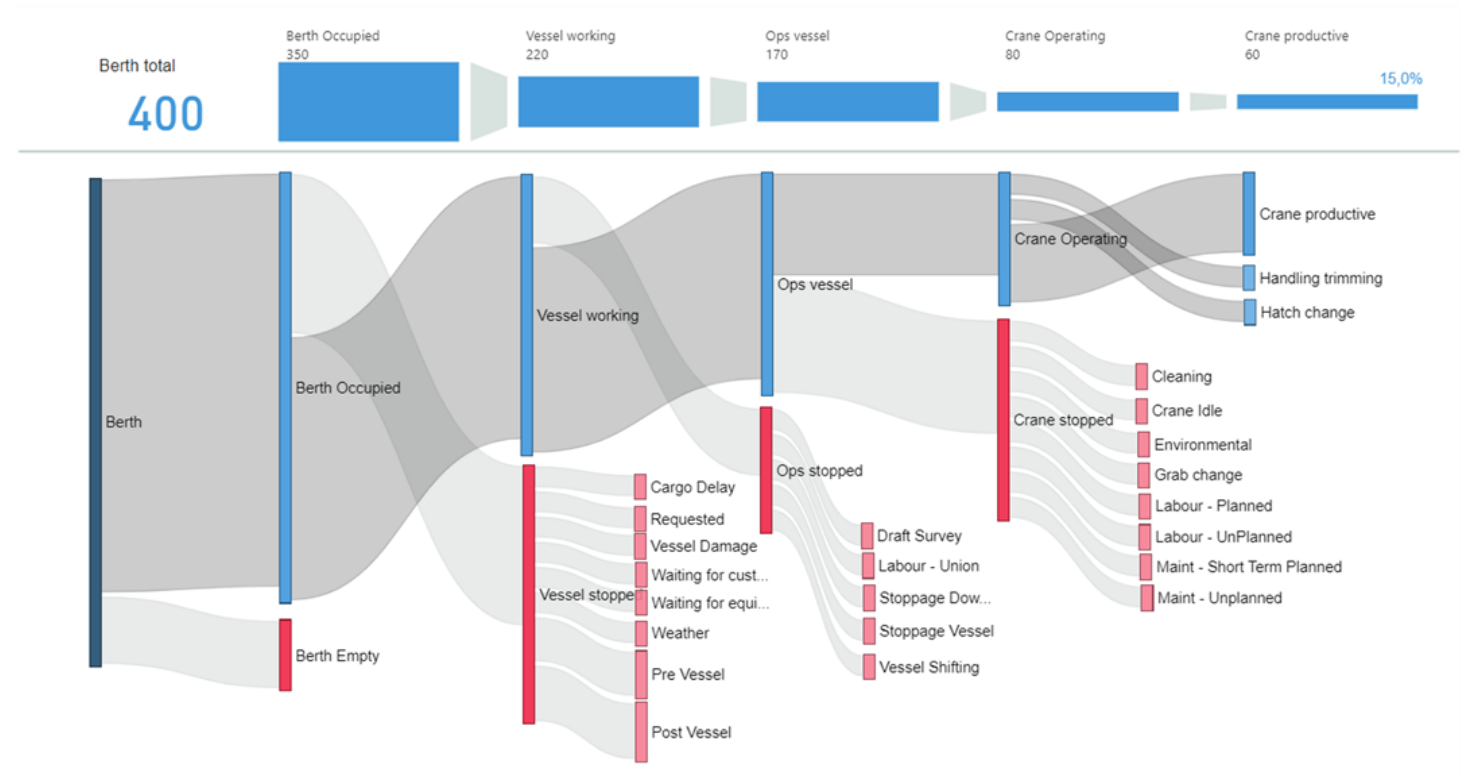 Berth total
400
Berth Occupied
350
Vessel working
220
Ops vessel
170
Crane Operating
80
Crane productive
60
15,0%
Berth
Berth Occupied
Berth Empty
Vessel working
Vessel stopped
Cargo Delay
Requested
Vessel Damage
Waiting for cust...
Waiting for equi...
Weather
Pre Vessel
Post Vessel
Ops vessel
Ops stopped
Draft Survey
Labour - Union
Stoppage Dow...
Stoppage Vessel
Vessel Shifting
Crane Operating
Crane stopped
Crane productive
Handling trimming
Hatch change
Cleaning
Crane Idle
Environmental
Grab change
Labour - Planned
Labour - UnPlanned
Maint - Short Term Planned
Maint - Unplanned